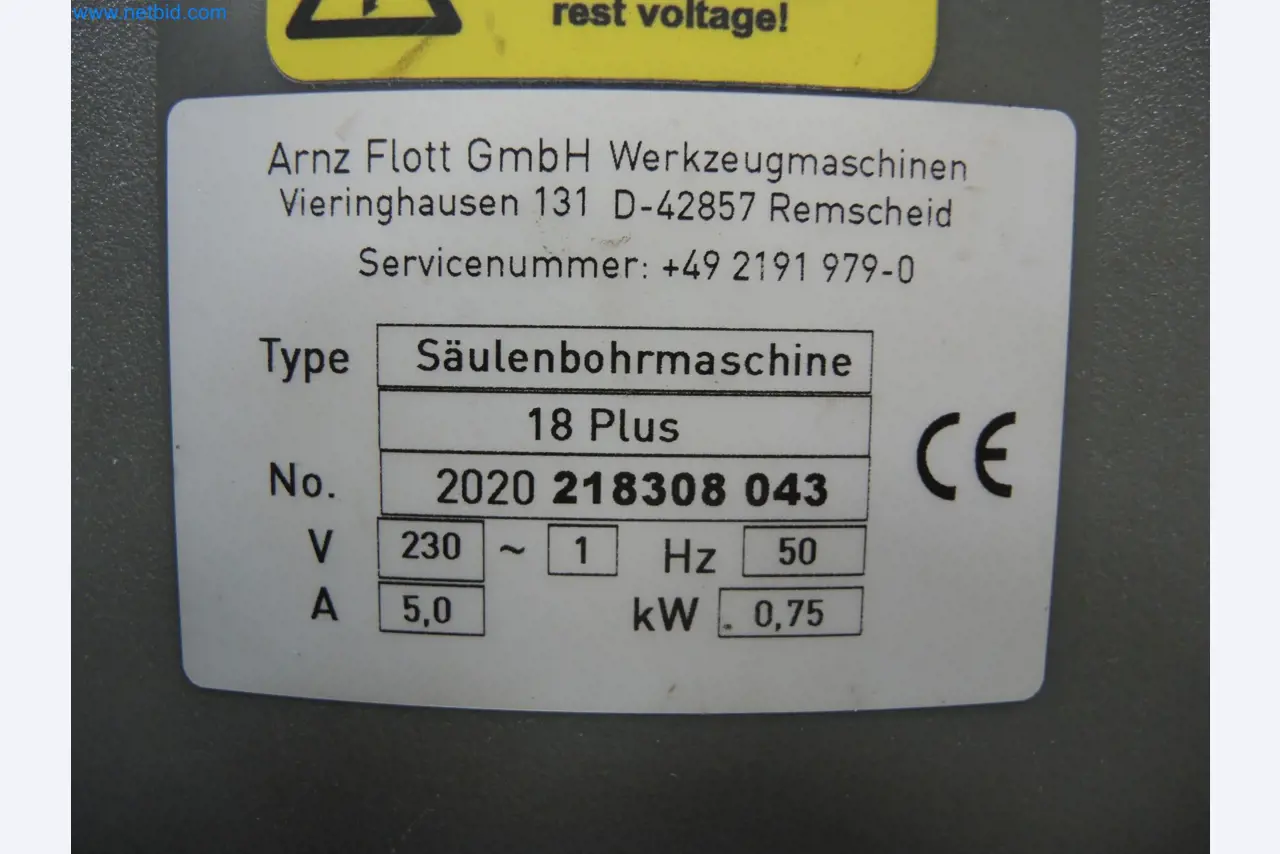 www.netbid.com
rest voltage!
Arnz Flott GmbH Werkzeugmaschinen
Vieringhausen 131 D-42857 Remscheid
Servicenummer: +49 2191 979-0
Type Säulenbohrmaschine
18 Plus
No. 2020 218308 043
CE
V 230 ~ 1 Hz 50
A 5,0 kW 0,75